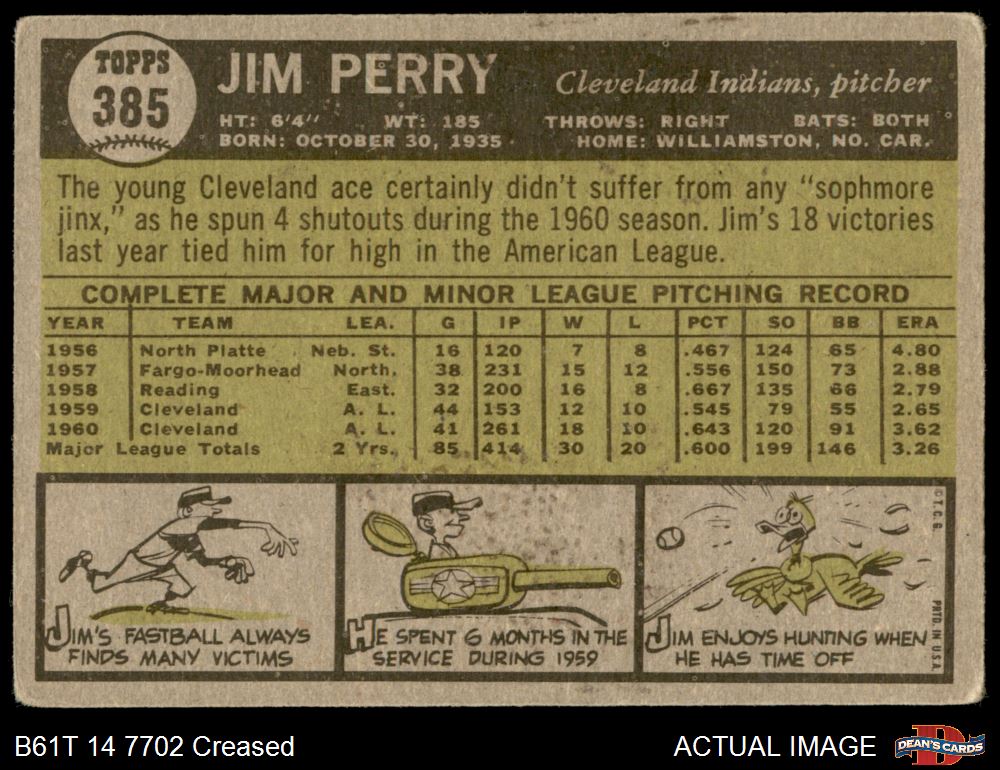 TOPPS
385
JIM PERRY
Cleveland Indians, pitcher
HT: 6'4" WT: 185 THROWS: RIGHT BATS: BOTH
BORN: OCTOBER 30, 1935 HOME: WILLIAMSTON, NO. CAR.
The young Cleveland ace certainly didn't suffer from any "sophmore
jinx," as he spun 4 shutouts during the 1960 season. Jim's 18 victories
last year tied him for high in the American League.
COMPLETE MAJOR AND MINOR LEAGUE PITCHING RECORD
YEAR TEAM LEA. G IP W L PCT SO BB ERA
1956 North Platte Neb. St. 16 120 7 8 .467 124 65 4.80
1957 Fargo-Moorhead North. 38 231 15 12 .556 150 73 2.88
1958 Reading East. 32 200 16 8 .667 135 66 2.79
1959 Cleveland A. L. 44 153 12 10 .545 79 55 2.65
1960 Cleveland A. L. 41 261 18 10 .643 120 91 3.62
Major League Totals 2 Yrs. 85 414 30 20 .600 199 146 3.26
JIM'S FASTBALL ALWAYS
FINDS MANY VICTIMS
HE SPENT 6 MONTHS IN THE
SERVICE DURING 1959
JIM ENJOYS HUNTING WHEN
HE HAS TIME OFF
© T. C. G.
PRTD. IN U.S.A.
B61T 14 7702 Creased
ACTUAL IMAGE
DEAN'S CARDS